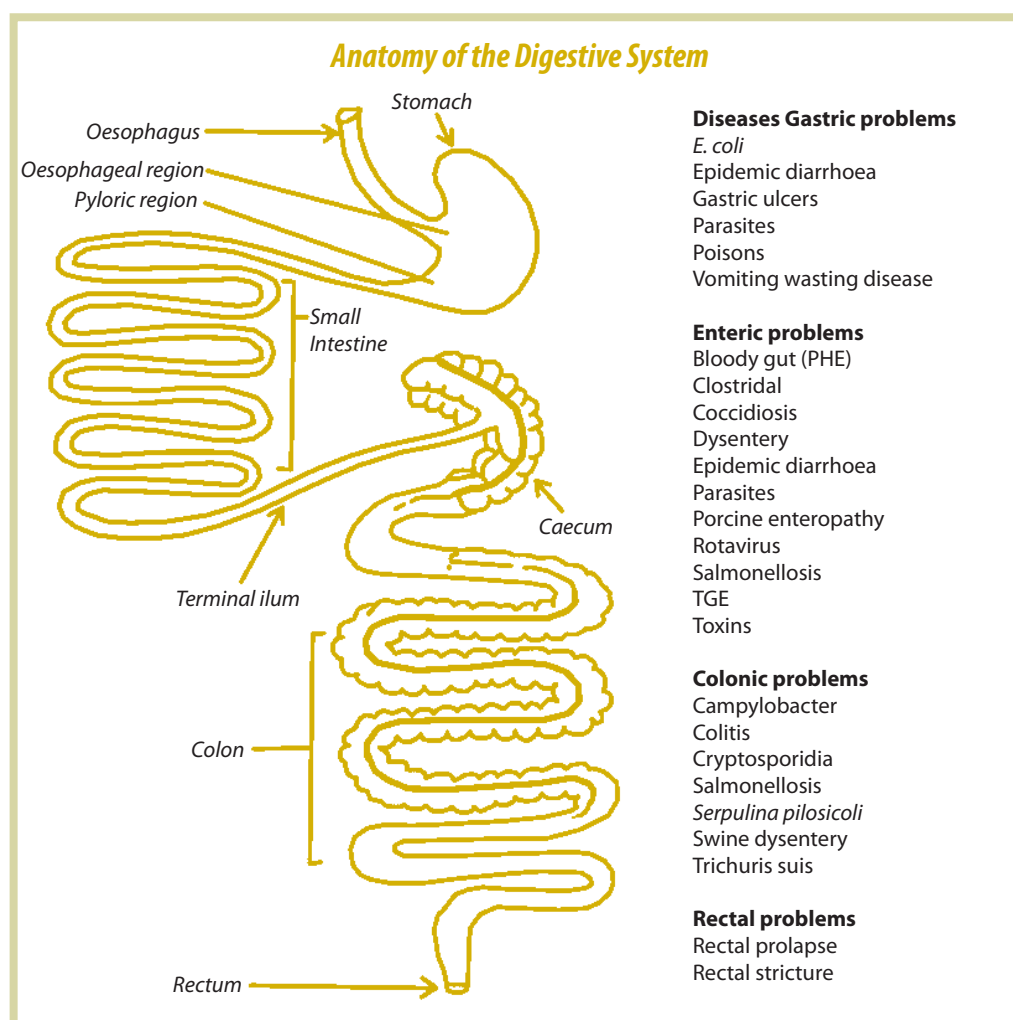 Anatomy of the Digestive System
Stomach
Oesophagus
Oesophageal region
Pyloric region
Small
Intestine
Caecum
Terminal ilum
Colon
Rectum
Diseases Gastric problems
E. coli
Epidemic diarrhoea
Gastric ulcers
Parasites
Poisons
Vomiting wasting disease
Enteric problems
Bloody gut (PHE)
Clostridal
Coccidiosis
Dysentery
Epidemic diarrhoea
Parasites
Porcine enteropathy
Rotavirus
Salmonellosis
TGE
Toxins
Colonic problems
Campylobacter
Colitis
Cryptosporidia
Salmonellosis
Serpulina pilosicoli
Swine dysentery
Trichuris suis
Rectal problems
Rectal prolapse
Rectal stricture